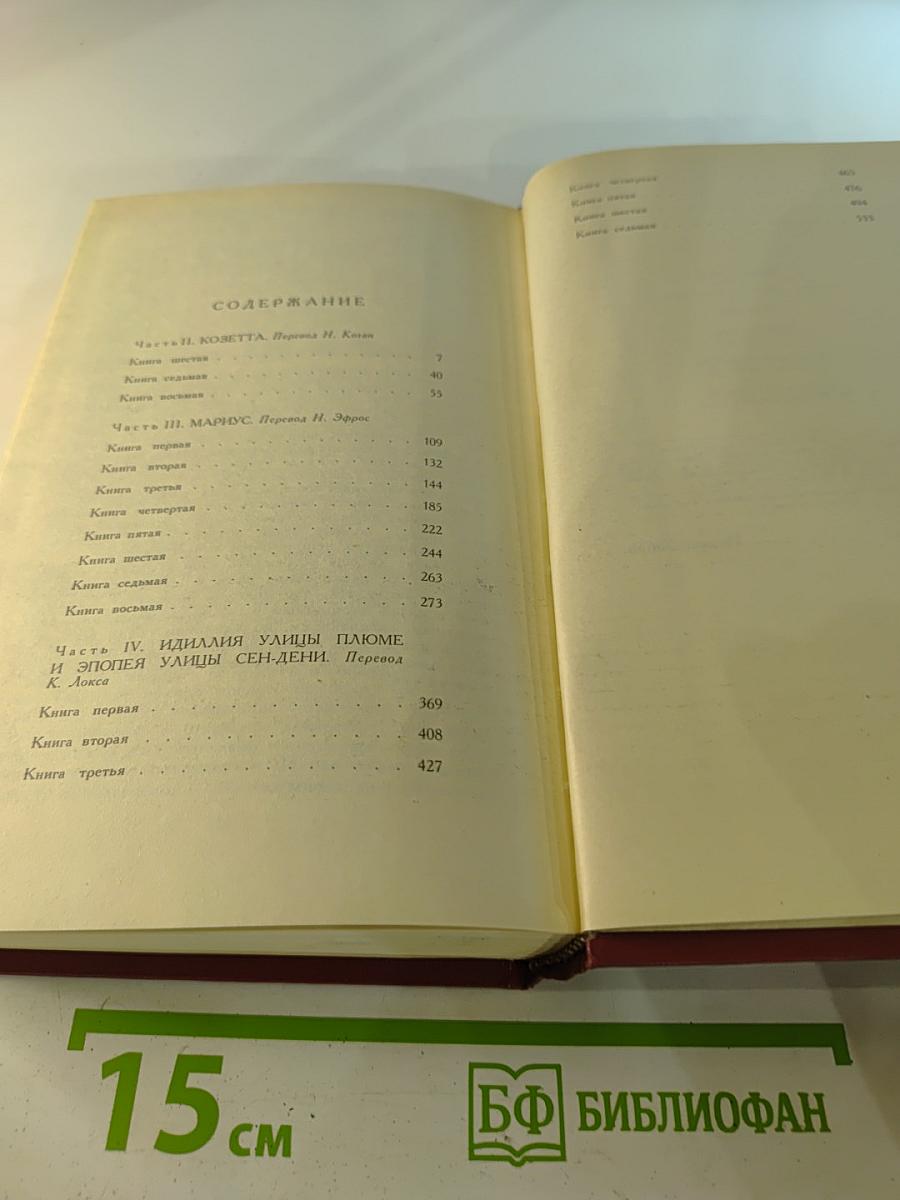 СОДЕРЖАНИЕ
Часть II. КОЗЕТТА. Перевод Н. Коган
Книга шестая . . . . . . . . . . . . 7
Книга седьмая . . . . . . . . . . . . 40
Книга восьмая . . . . . . . . . . . . 55
Часть III. МАРИУС. Перевод Н. Эфрос
Книга первая . . . . . . . . . . . . 109
Книга вторая . . . . . . . . . . . . 132
Книга третья . . . . . . . . . . . . 144
Книга четвертая . . . . . . . . . . . 185
Книга пятая . . . . . . . . . . . . 222
Книга шестая . . . . . . . . . . . . 244
Книга седьмая . . . . . . . . . . . . 263
Книга восьмая . . . . . . . . . . . . 273
Часть IV. ИДИЛЛИЯ УЛИЦЫ ПЛЮМЕ
И ЭПОПЕЯ УЛИЦЫ СЕН-ДЕНИ. Перевод
К. Локса
Книга первая . . . . . . . . . . . . 369
Книга вторая . . . . . . . . . . . . 408
Книга третья . . . . . . . . . . . . 427
Книга четвертая 465
Книга пятая 476
Книга шестая 494
Книга седьмая 555
15 см
БФ БИБЛИОФАН